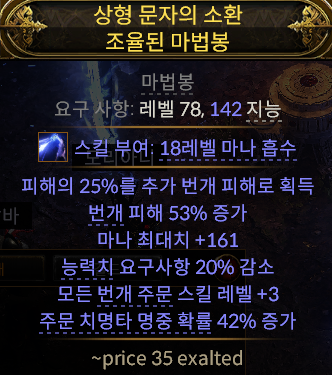 상형 문자의 소환
조율된 마법봉
마법봉
요구 사항: 레벨 78, 142 지능
스킬 부여: 18레벨 마나 흡수
피해의 25%를 추가 번개 피해로 획득
번개 피해 53% 증가
마나 최대치 +161
능력치 요구사항 20% 감소
모든 번개 주문 스킬 레벨 +3
주문 치명타 명중 확률 42% 증가
~price 35 exalted